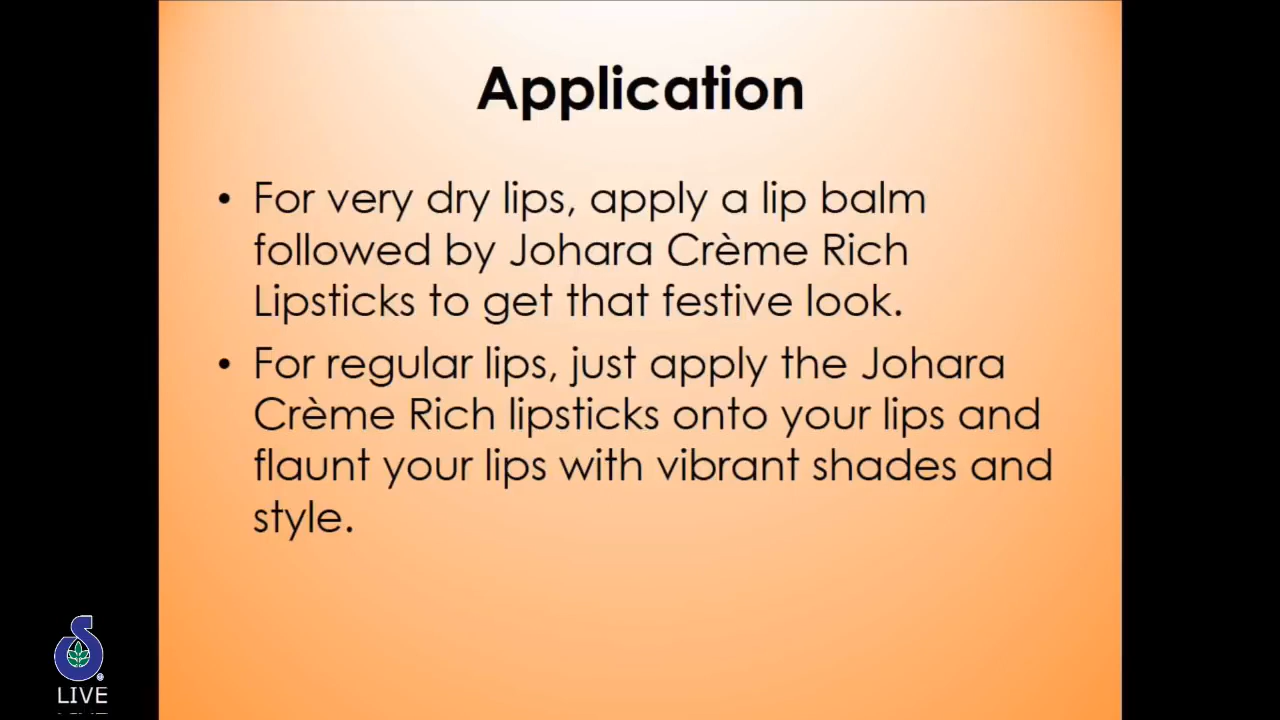 Application
• For very dry lips, apply a lip balm
followed by Johara Crème Rich
Lipsticks to get that festive look.
• For regular lips, just apply the Johara
Crème Rich lipsticks onto your lips and
flaunt your lips with vibrant shades and
style.
LIVE